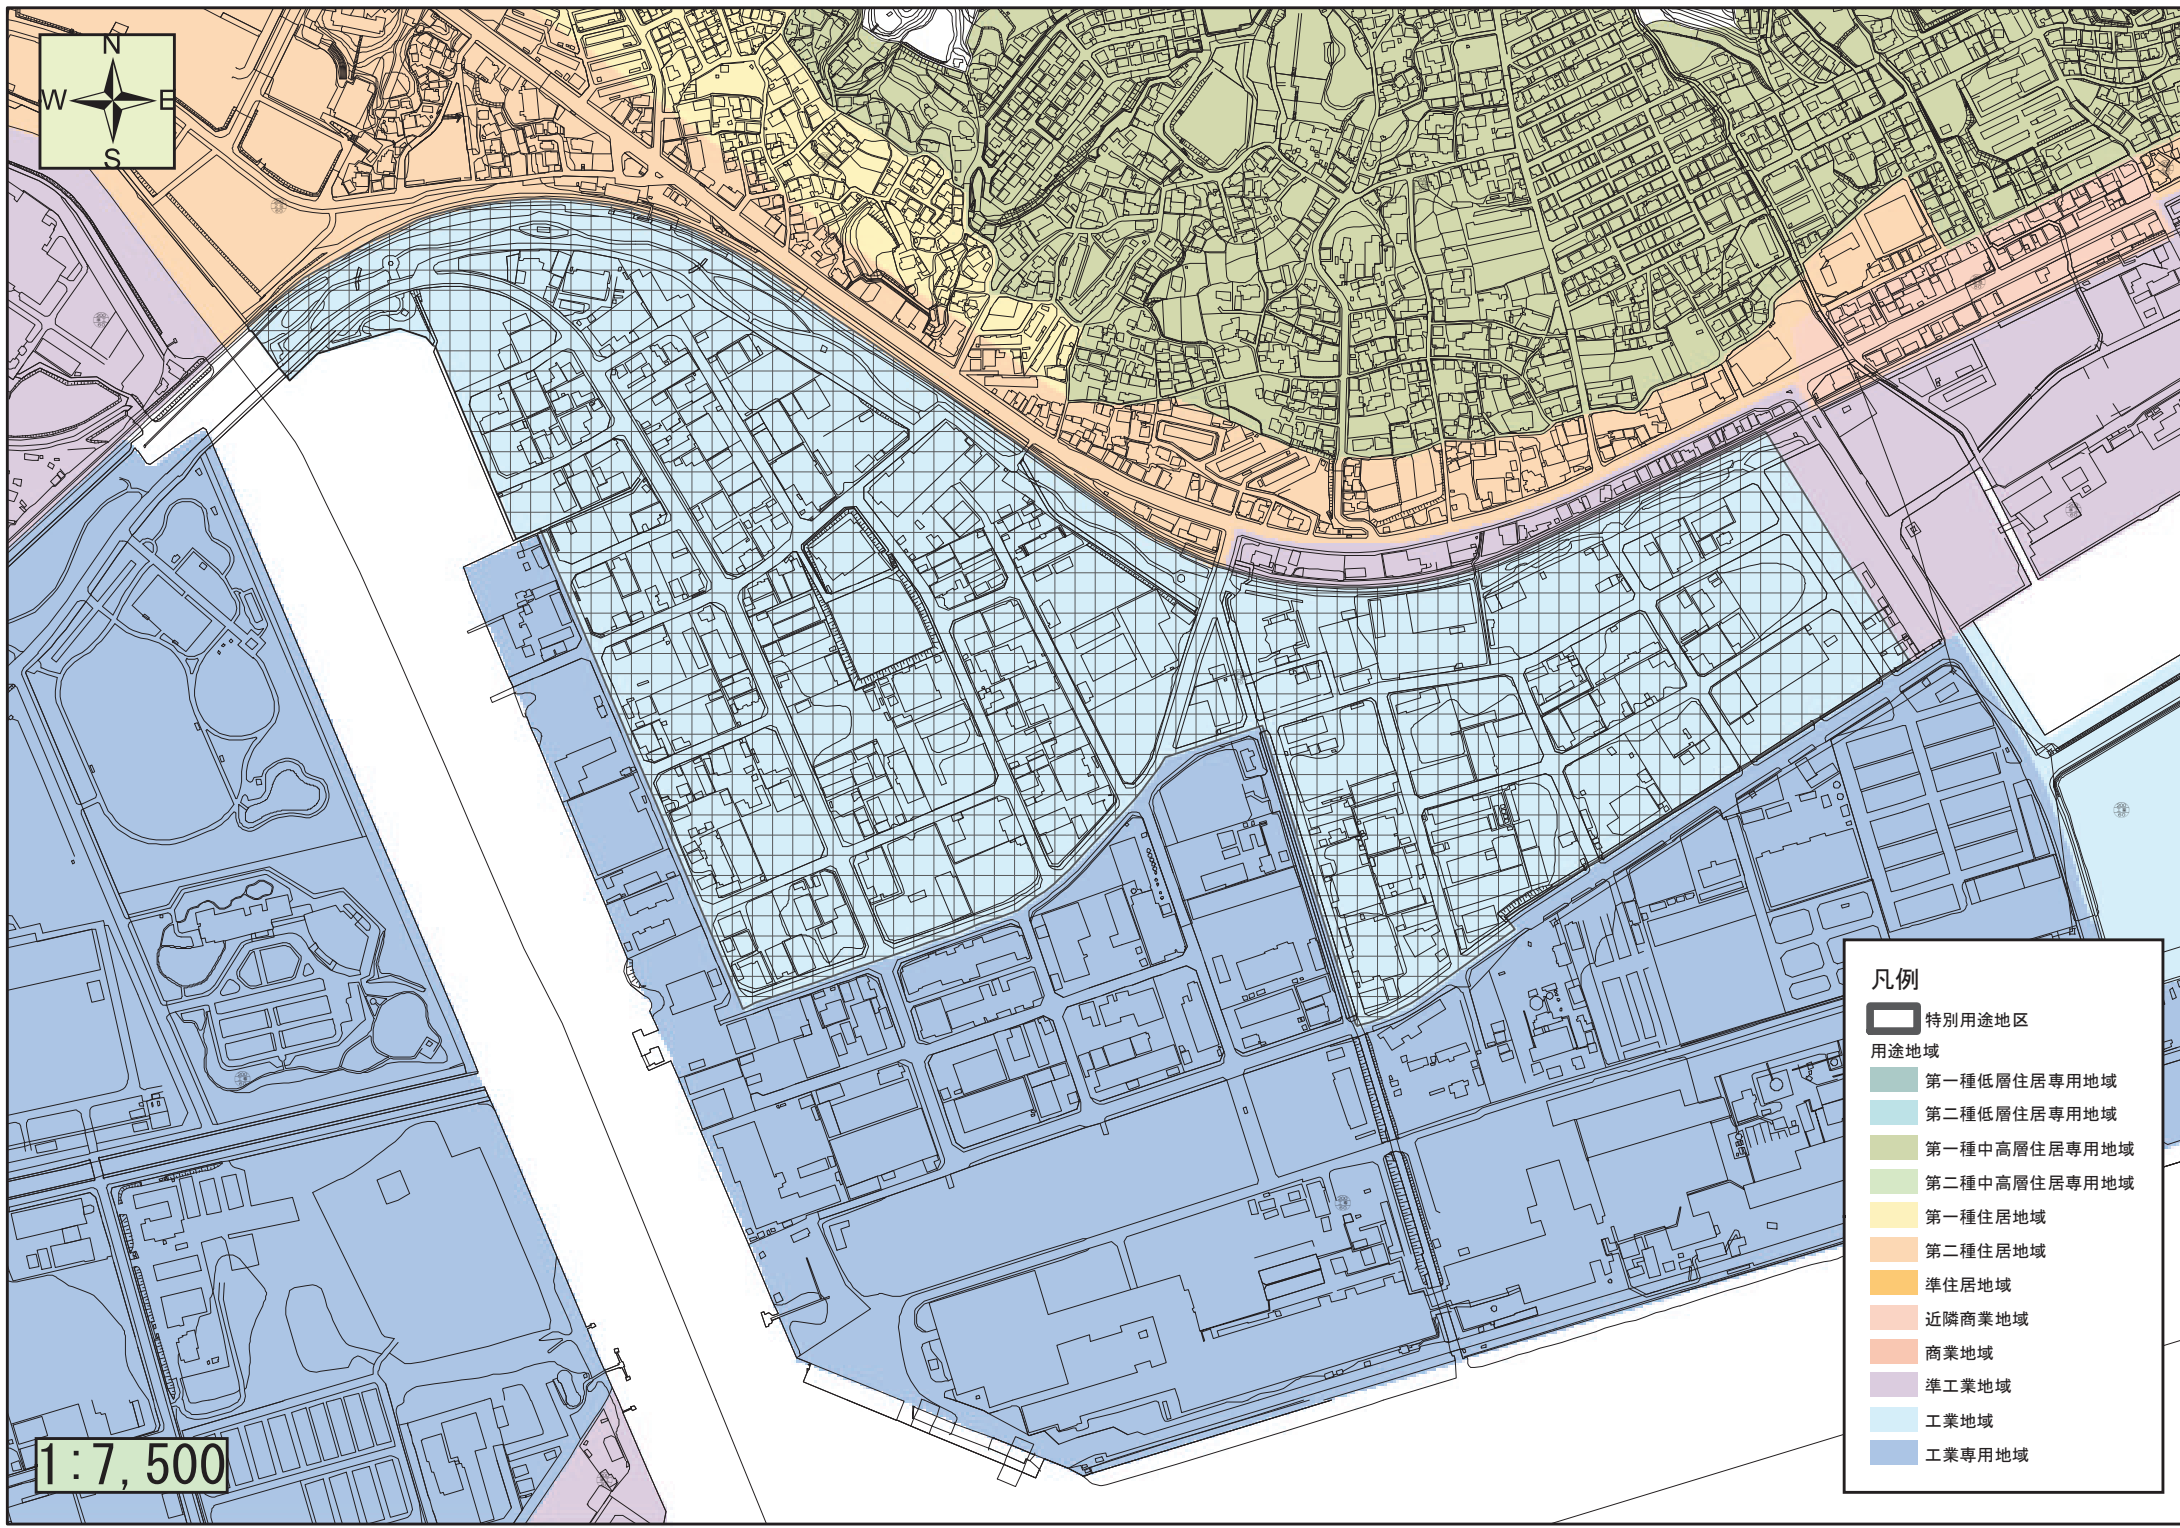 N
W E
S
凡例
特別用途地区
用途地域
第一種低層住居専用地域
第二種低層住居専用地域
第一種中高層住居専用地域
第二種中高層住居専用地域
第一種住居地域
第二種住居地域
準住居地域
近隣商業地域
商業地域
準工業地域
工業地域
工業専用地域
1:7,500